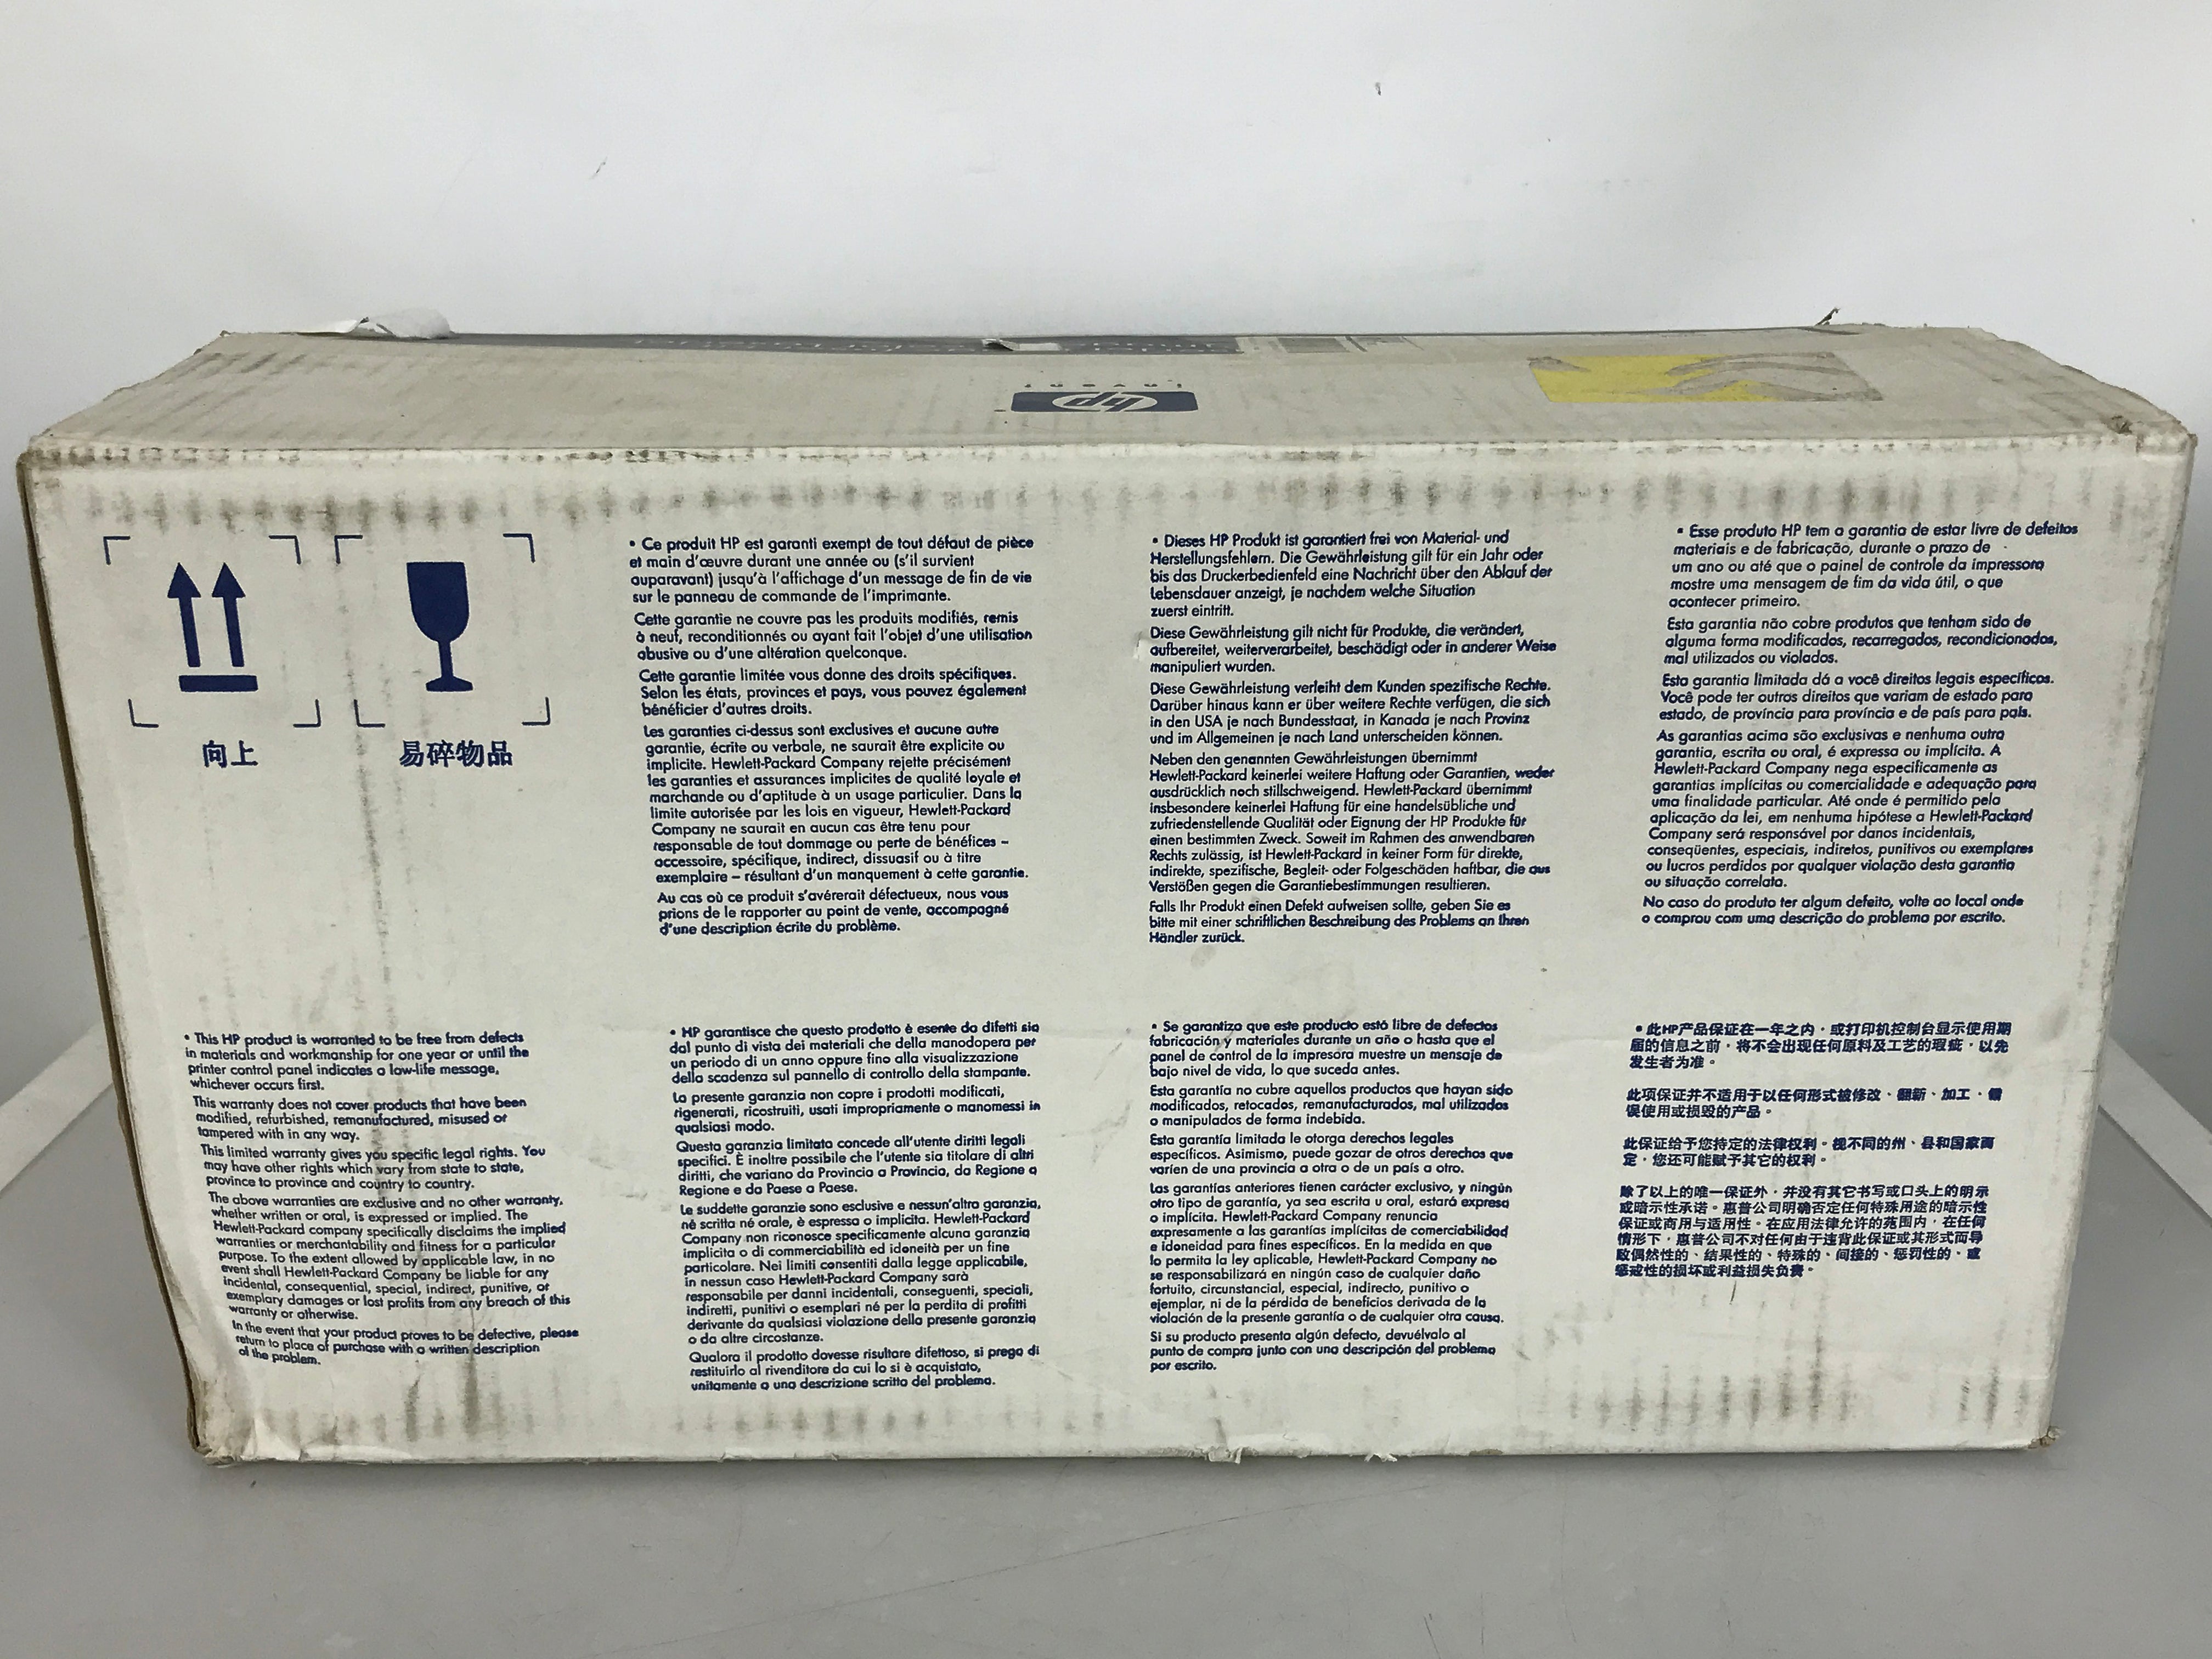 hp
向上
易碎物品
• Ce produit HP est garanti exempt de tout défaut de pièce
et main d'œuvre durant une année ou (s'il survient
auparavant) jusqu'à l'affichage d'un message de fin de vie
sur le panneau de commande de l'imprimante.
Cette garantie ne couvre pas les produits modifiés, remis
à neuf, reconditionnés ou ayant fait l'objet d'une utilisation
abusive ou d'une altération quelconque.
Cette garantie limitée vous donne des droits spécifiques.
Selon les états, provinces et pays, vous pouvez également
bénéficier d'autres droits.
Les garanties ci-dessus sont exclusives et aucune autre
garantie, écrite ou verbale, ne saurait être explicite ou
implicite. Hewlett-Packard Company rejette précisément
les garanties et assurances implicites de qualité loyale et
marchande ou d'aptitude à un usage particulier. Dans la
limite autorisée par les lois en vigueur, Hewlett-Packard
Company ne saurait en aucun cas être tenu pour
responsable de tout dommage ou perte de bénéfices –
accessoire, spécifique, indirect, dissuasif ou à titre
exemplaire – résultant d'un manquement à cette garantie.
Au cas où ce produit s'avérerait défectueux, nous vous
prions de le rapporter au point de vente, accompagné
d'une description écrite du problème.
• Dieses HP Produkt ist garantiert frei von Material- und
Herstellungsfehlern. Die Gewährleistung gilt für ein Jahr oder
bis das Druckerbedienfeld eine Nachricht über den Ablauf der
Lebensdauer anzeigt, je nachdem welche Situation
zuerst eintritt.
Diese Gewährleistung gilt nicht für Produkte, die verändert,
aufbereitet, weiterverarbeitet, beschädigt oder in anderer Weise
manipuliert wurden.
Diese Gewährleistung verleiht dem Kunden spezifische Rechte.
Darüber hinaus kann er über weitere Rechte verfügen, die sich
in den USA je nach Bundesstaat, in Kanada je nach Provinz
und im Allgemeinen je nach Land unterscheiden können.
Neben den genannten Gewährleistungen übernimmt
Hewlett-Packard keinerlei weitere Haftung oder Garantien, weder
ausdrücklich noch stillschweigend. Hewlett-Packard übernimmt
insbesondere keinerlei Haftung für eine handelsübliche und
zufriedenstellende Qualität oder Eignung der HP Produkte für
einen bestimmten Zweck. Soweit im Rahmen des anwendbaren
Rechts zulässig, ist Hewlett-Packard in keiner Form für direkte,
indirekte, spezifische, Begleit- oder Folgeschäden haftbar, die aus
Verstößen gegen die Garantiebestimmungen resultieren.
Falls Ihr Produkt einen Defekt aufweisen sollte, geben Sie es
bitte mit einer schriftlichen Beschreibung des Problems an Ihren
Händler zurück.
• Esse produto HP tem a garantia de estar livre de defeitos
materiais e de fabricação, durante o prazo de
um ano ou até que o painel de controle da impressora
mostre uma mensagem de fim da vida útil, o que
acontecer primeiro.
Esta garantia não cobre produtos que tenham sido de
alguma forma modificados, recarregados, recondicionados,
mal utilizados ou violados.
Esta garantia limitada dá a você direitos legais específicos.
Você pode ter outros direitos que variam de estado para
estado, de província para província e de país para país.
As garantias acima são exclusivas e nenhuma outra
garantia, escrita ou oral, é expressa ou implícita. A
Hewlett-Packard Company nega especificamente as
garantias implícitas ou comercialidade e adequação para
uma finalidade particular. Até onde é permitido pela
aplicação da lei, em nenhuma hipótese a Hewlett-Packard
Company será responsável por danos incidentais,
conseqüentes, especiais, indiretos, punitivos ou exemplares
ou lucros perdidos por qualquer violação desta garantia
ou situação correlata.
No caso do produto ter algum defeito, volte ao local onde
o comprou com uma descrição do problema por escrito.
• This HP product is warranted to be free from defects
in materials and workmanship for one year or until the
printer control panel indicates a low-life message,
whichever occurs first.
This warranty does not cover products that have been
modified, refurbished, remanufactured, misused or
tampered with in any way.
This limited warranty gives you specific legal rights. You
may have other rights which vary from state to state,
province to province and country to country.
The above warranties are exclusive and no other warranty,
whether written or oral, is expressed or implied. The
Hewlett-Packard company specifically disclaims the implied
warranties or merchantability and fitness for a particular
purpose. To the extent allowed by applicable law, in no
event shall Hewlett-Packard Company be liable for any
incidental, consequential, special, indirect, punitive, or
exemplary damages or lost profits from any breach of this
warranty or otherwise.
In the event that your product proves to be defective, please
return to place of purchase with a written description
of the problem.
• HP garantisce che questo prodotto è esente da difetti sia
dal punto di vista dei materiali che della manodopera per
un periodo di un anno oppure fino alla visualizzazione
della scadenza sul pannello di controllo della stampante.
La presente garanzia non copre i prodotti modificati,
rigenerati, ricostruiti, usati impropriamente o manomessi in
qualsiasi modo.
Questa garanzia limitata concede all'utente diritti legali
specifici. È inoltre possibile che l'utente sia titolare di altri
diritti, che variano da Provincia a Provincia, da Regione a
Regione e da Paese a Paese.
Le suddette garanzie sono esclusive e nessun'altra garanzia,
né scritta né orale, è espressa o implicita. Hewlett-Packard
Company non riconosce specificamente alcuna garanzia
implicita o di commerciabilità ed idoneità per un fine
particolare. Nei limiti consentiti dalla legge applicabile,
in nessun caso Hewlett-Packard Company sarà
responsabile per danni incidentali, conseguenti, speciali,
indiretti, punitivi o esemplari né per la perdita di profitti
derivante da qualsiasi violazione della presente garanzia
o da altre circostanze.
Qualora il prodotto dovesse risultare difettoso, si prega di
restituirlo al rivenditore da cui lo si è acquistato,
unitamente a una descrizione scritta del problema.
• Se garantiza que este producto está libre de defectos
fabricación y materiales durante un año o hasta que el
panel de control de la impresora muestre un mensaje de
bajo nivel de vida, lo que suceda antes.
Esta garantía no cubre aquellos productos que hayan sido
modificados, retocados, remanufacturados, mal utilizados
o manipulados de forma indebida.
Esta garantía limitada le otorga derechos legales
específicos. Asimismo, puede gozar de otros derechos que
varíen de una provincia a otra o de un país a otro.
Las garantías anteriores tienen carácter exclusivo, y ningún
otro tipo de garantía, ya sea escrita u oral, estará expresa
o implícita. Hewlett-Packard Company renuncia
expresamente a las garantías implícitas de comerciabilidad
e idoneidad para fines específicos. En la medida en que
lo permita la ley aplicable, Hewlett-Packard Company no
se responsabilizará en ningún caso de cualquier daño
fortuito, circunstancial, especial, indirecto, punitivo o
ejemplar, ni de la pérdida de beneficios derivada de la
violación de la presente garantía o de cualquier otra causa.
Si su producto presenta algún defecto, devuélvalo al
punto de compra junto con una descripción del problema
por escrito.
• 此HP产品保证在一年之内，或打印机控制台显示使用期
届的信息之前，将不会出现任何原料及工艺的瑕疵，以先
发生者为准。
此项保证并不适用于以任何形式被修改、翻新、加工、错
误使用或损毁的产品。
此保证给予您特定的法律权利。视不同的州、县和国家而
定，您还可能赋予其它的权利。
除了以上的唯一保证外，并没有其它书写或口头上的明示
或暗示性承诺。惠普公司明确否定任何特殊用途的暗示性
保证或商用与适用性。在应用法律允许的范围内，在任何
情形下，惠普公司不对任何由于违背此保证或其形式而导
致偶然性的、结果性的、特殊的、间接的、惩罚性的、或
惩戒性的损坏或利益损失负责。